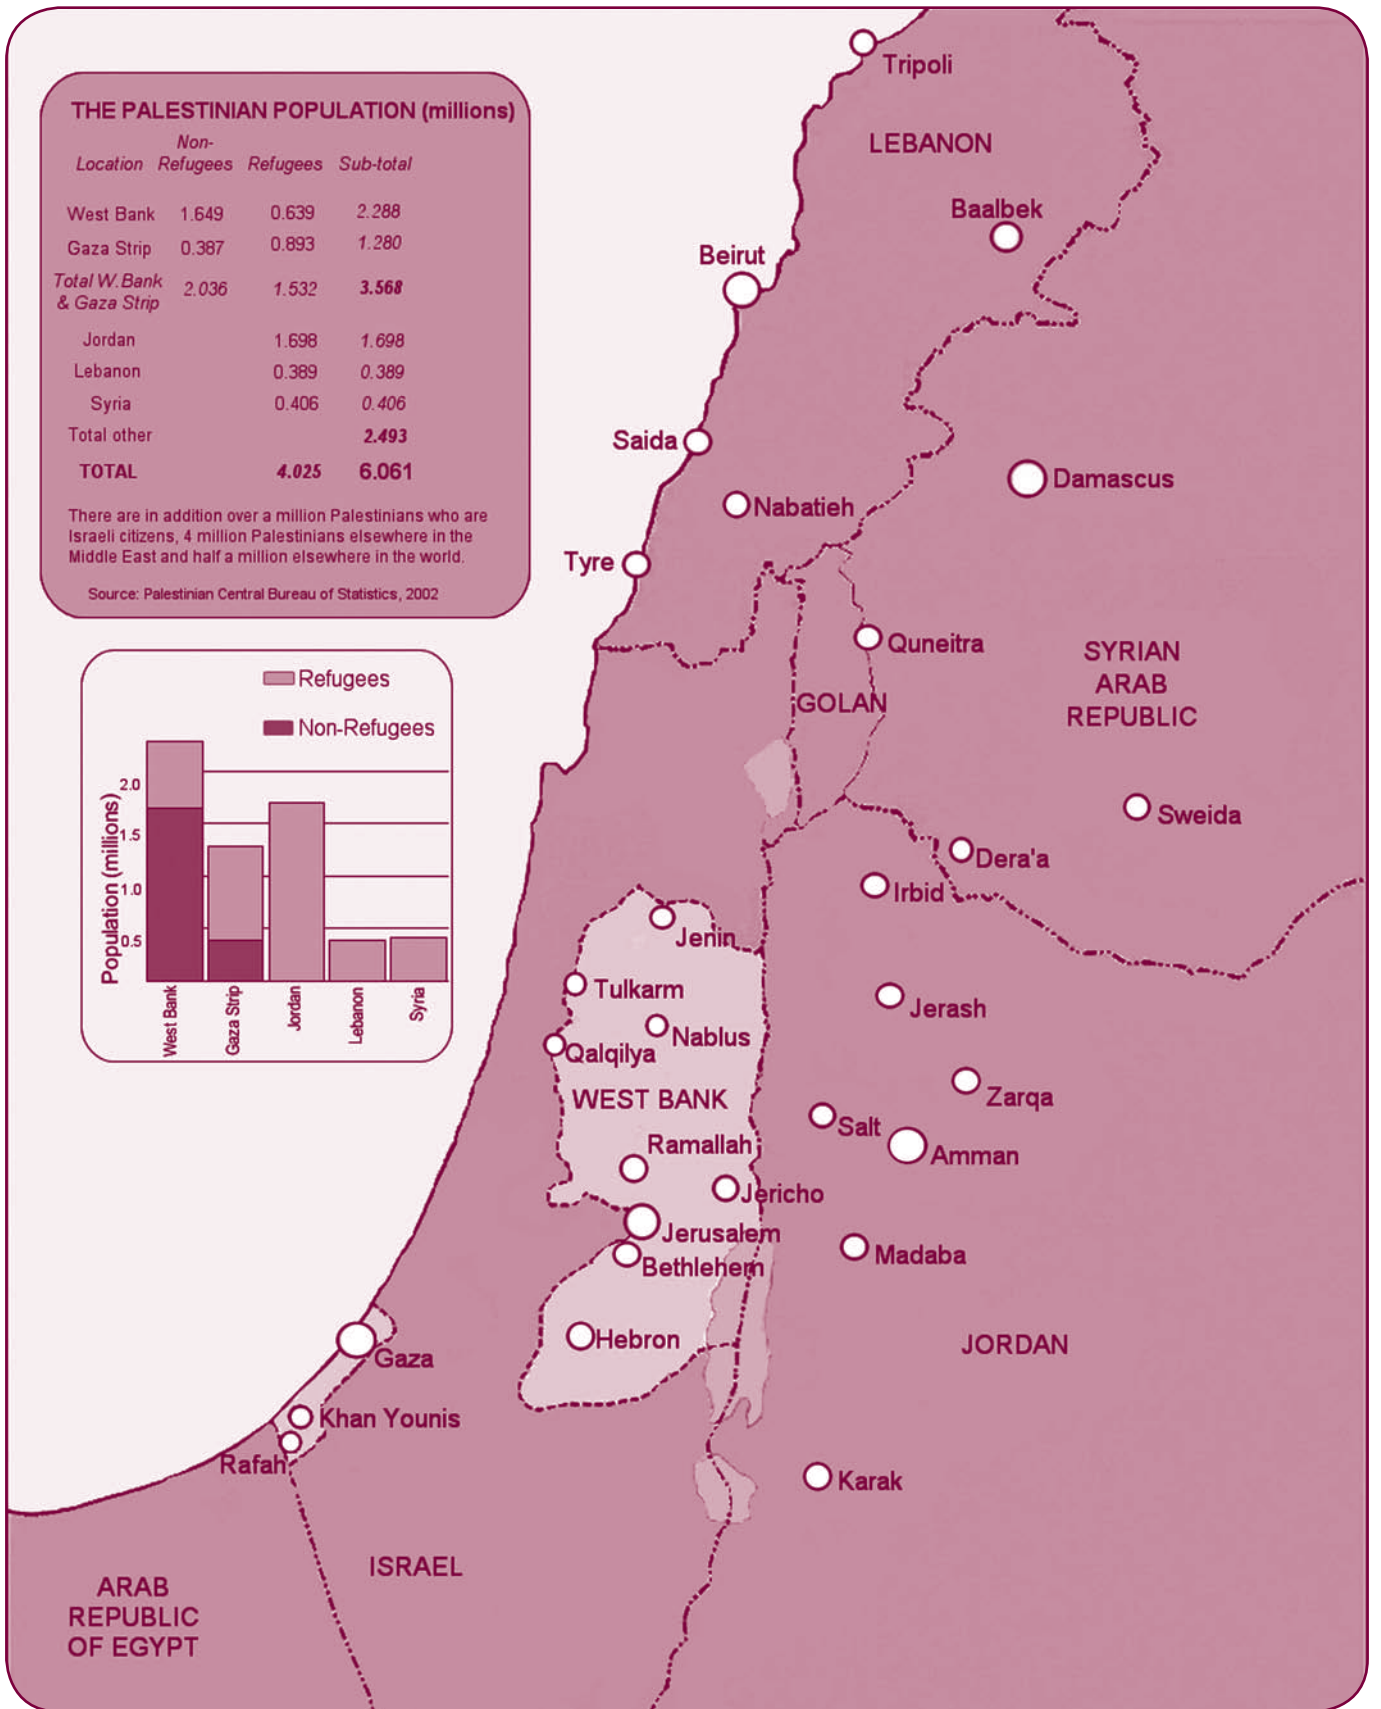 THE PALESTINIAN POPULATION (millions)
Non-
Location Refugees Refugees Sub-total
West Bank 1.649 0.639 2.288
Gaza Strip 0.387 0.893 1.280
Total W.Bank
& Gaza Strip 2.036 1.532 3.568
Jordan 1.698 1.698
Lebanon 0.389 0.389
Syria 0.406 0.406
Total other 2.493
TOTAL 4.025 6.061
There are in addition over a million Palestinians who are
Israeli citizens, 4 million Palestinians elsewhere in the
Middle East and half a million elsewhere in the world.
Source: Palestinian Central Bureau of Statistics, 2002
Refugees
Non-Refugees
Population (millions)
2.0
1.5
1.0
0.5
West Bank
Gaza Strip
Jordan
Lebanon
Syria
Tripoli
LEBANON
Baalbek
Beirut
Saida
Damascus
Nabatieh
Tyre
Quneitra
SYRIAN
ARAB
REPUBLIC
GOLAN
Sweida
Dera'a
Irbid
Jenin
Tulkarm
Jerash
Nablus
Qalqilya
WEST BANK
Zarqa
Salt
Ramallah
Amman
Jericho
Jerusalem
Madaba
Bethlehem
Hebron
JORDAN
Gaza
Khan Younis
Rafah
Karak
ISRAEL
ARAB
REPUBLIC
OF EGYPT